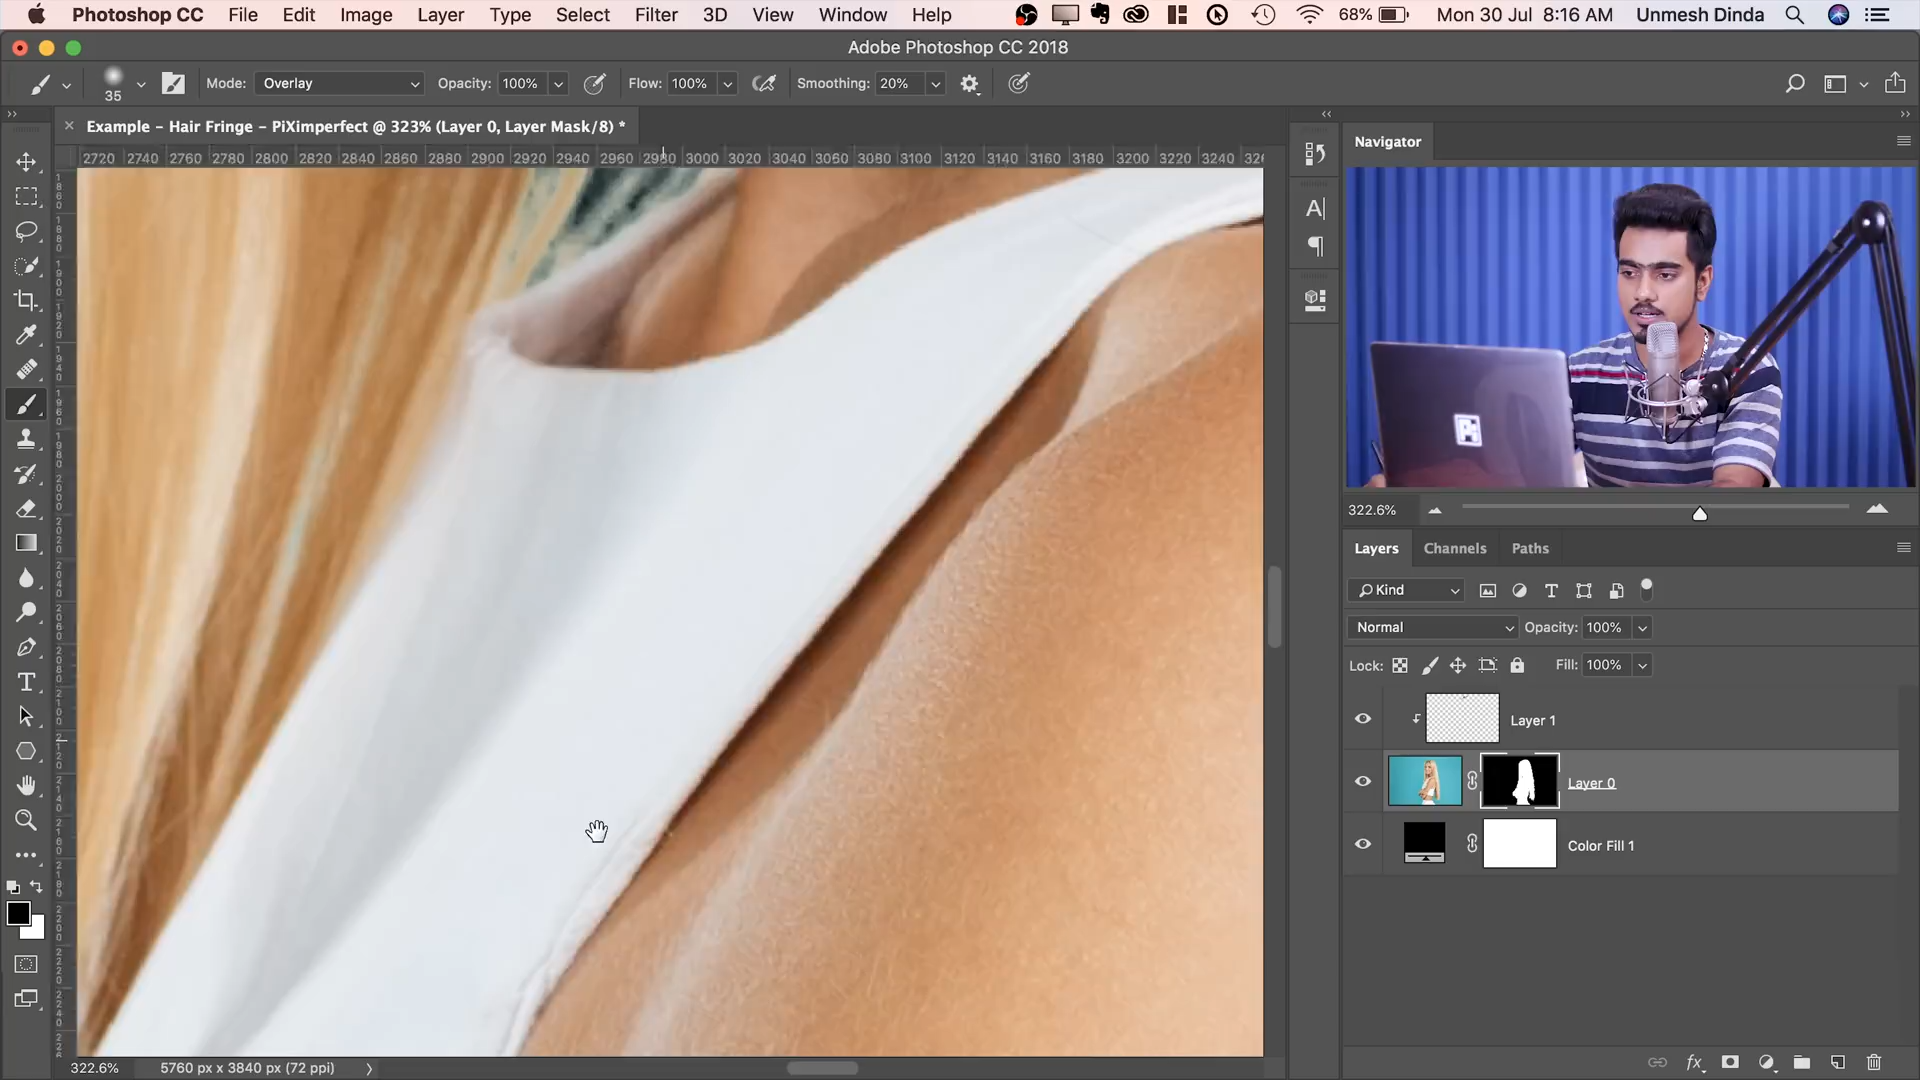 Photoshop CC File Edit Image Layer Type Select Filter 3D View Window Help 68% Mon 30 Jul 8:16 AM Unmesh Dinda
Adobe Photoshop CC 2018
35 Mode: Overlay Opacity: 100% Flow: 100% Smoothing: 20%
× Example - Hair Fringe - PiXimperfect @ 323% (Layer 0, Layer Mask/8) *
2720 2740 2760 2780 2800 2820 2840 2860 2880 2900 2920 2940 2960 2980 3000 3020 3040 3060 3080 3100 3120 3140 3160 3180 3200 3220 3240
Navigator
322.6%
Layers Channels Paths
Kind
Normal Opacity: 100%
Lock: Fill: 100%
Layer 1
Layer 0
Color Fill 1
fx
322.6% 5760 px x 3840 px (72 ppi)